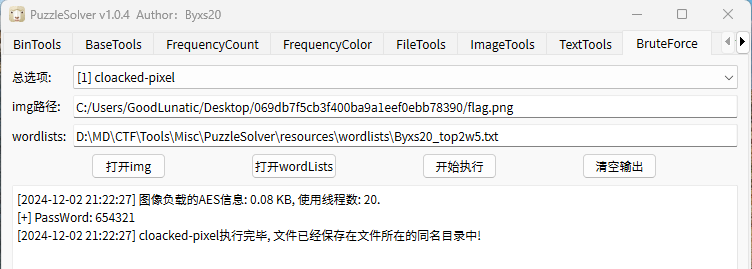 PuzzleSolver v1.0.4  Author：Byxs20
BinTools BaseTools FrequencyCount FrequencyColor FileTools ImageTools TextTools BruteForce
总选项: [1] cloacked-pixel
img路径: C:/Users/GoodLunatic/Desktop/069db7f5cb3f400ba9a1eef0ebb78390/flag.png
wordlists: D:\MD\CTF\Tools\Misc\PuzzleSolver\resources\wordlists\Byxs20_top2w5.txt
打开img 打开wordLists 开始执行 清空输出
[2024-12-02 21:22:27] 图像负载的AES信息: 0.08 KB, 使用线程数: 20.
[+] PassWord: 654321
[2024-12-02 21:22:27] cloacked-pixel执行完毕, 文件已经保存在文件所在的同名目录中!